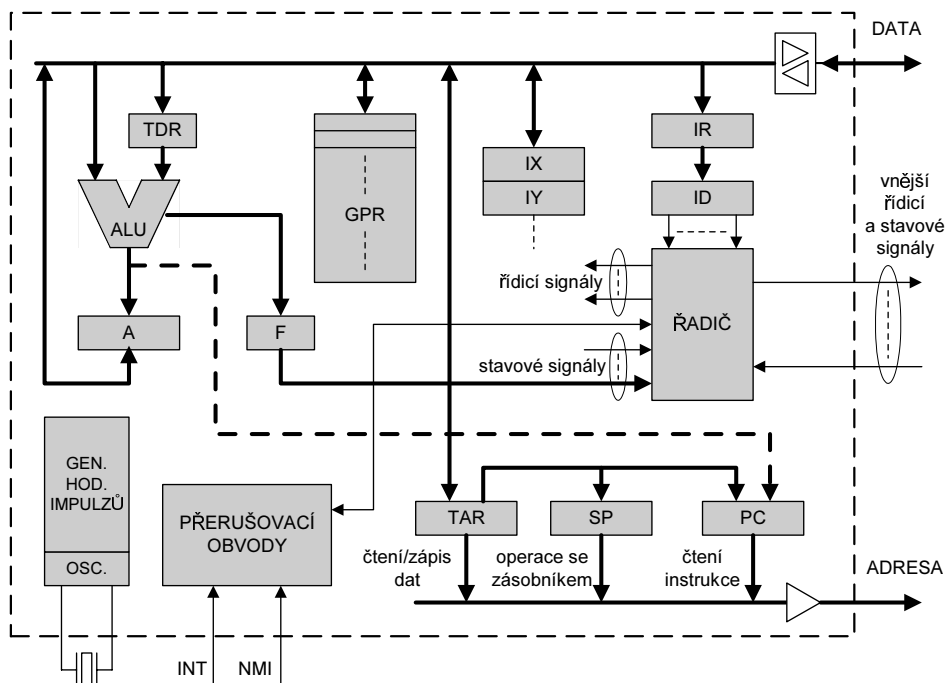 DATA
TDR
IR
IX
IY
ID
GPR
ALU
vnější
řídicí
a stavové
signály
řídicí signály
ŘADIČ
A
F
stavové signály
GEN.
HOD.
IMPULZŮ
OSC.
PŘERUŠOVACÍ
OBVODY
TAR
SP
PC
čtení/zápis
dat
operace se
zásobníkem
čtení
instrukce
ADRESA
INT
NMI